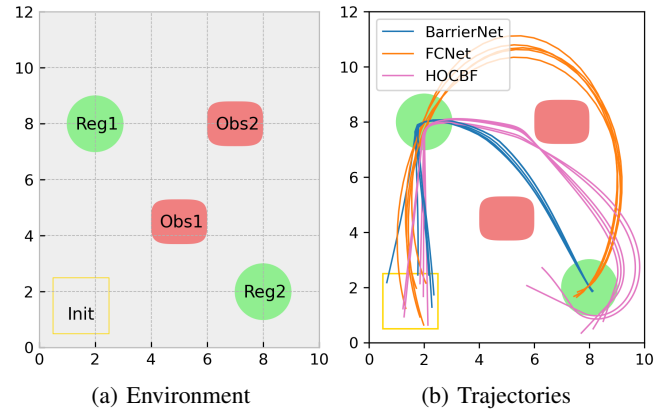 12
10
8
6
4
2
0
0 2 4 6 8 10
Reg1
Obs2
Obs1
Reg2
Init
(a) Environment
12
10
8
6
4
2
0
0 2 4 6 8 10
BarrierNet
FCNet
HOCBF
(b) Trajectories